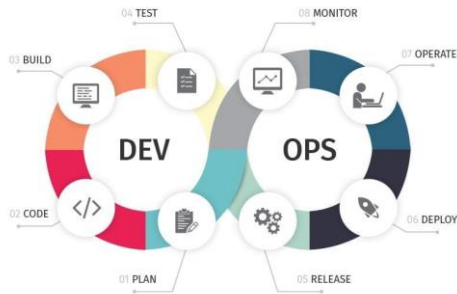 04 TEST
08 MONITOR
03 BUILD
07 OPERATE
DEV
OPS
</>
02 CODE
06 DEPLOY
01 PLAN
05 RELEASE